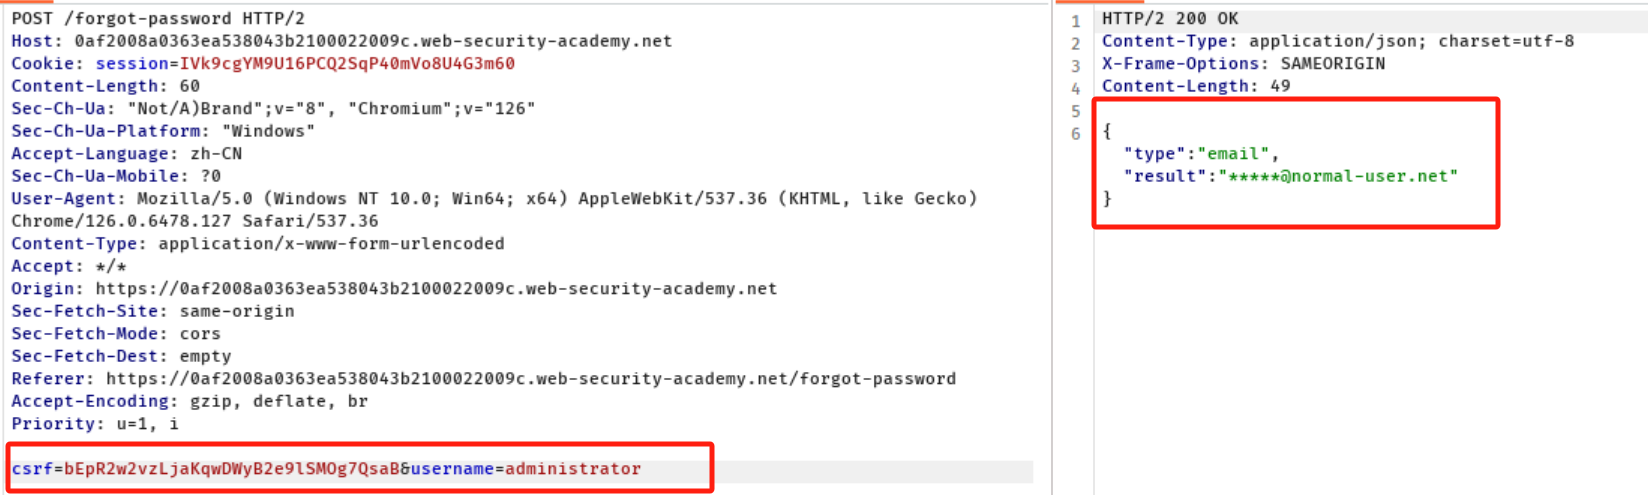 POST /forgot-password HTTP/2
Host: 0af2008a0363ea538043b2100022009c.web-security-academy.net
Cookie: session=IVk9cgYM9U16PCQ2SqP40mVo8U4G3m60
Content-Length: 60
Sec-Ch-Ua: "Not/A)Brand";v="8", "Chromium";v="126"
Sec-Ch-Ua-Platform: "Windows"
Accept-Language: zh-CN
Sec-Ch-Ua-Mobile: ?0
User-Agent: Mozilla/5.0 (Windows NT 10.0; Win64; x64) AppleWebKit/537.36 (KHTML, like Gecko)
Chrome/126.0.6478.127 Safari/537.36
Content-Type: application/x-www-form-urlencoded
Accept: */*
Origin: https://0af2008a0363ea538043b2100022009c.web-security-academy.net
Sec-Fetch-Site: same-origin
Sec-Fetch-Mode: cors
Sec-Fetch-Dest: empty
Referer: https://0af2008a0363ea538043b2100022009c.web-security-academy.net/forgot-password
Accept-Encoding: gzip, deflate, br
Priority: u=1, i
csrf=bEpR2w2vzLjaKqwDWyB2e9lSMOg7QsaB&username=administrator
1 HTTP/2 200 OK
2 Content-Type: application/json; charset=utf-8
3 X-Frame-Options: SAMEORIGIN
4 Content-Length: 49
5
6 {
"type":"email",
"result":"*****@normal-user.net"
}